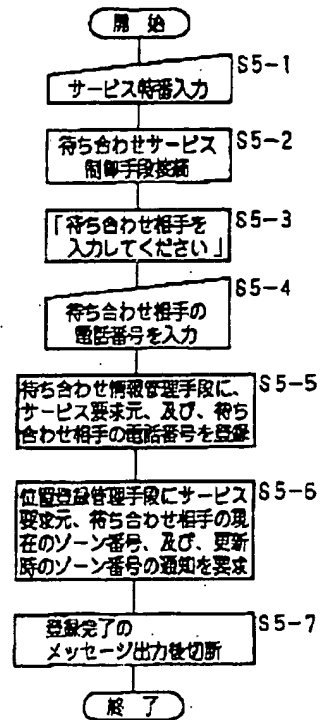 開 始
S5-1
サービス特番入力
S5-2
待ち合わせサービス
制御手段接続
S5-3
「待ち合わせ相手を
入力してください」
S5-4
待ち合わせ相手の
電話番号を入力
S5-5
待ち合わせ情報管理手段に、
サービス要求元、及び、待ち
合わせ相手の電話番号を登録
S5-6
位置登録管理手段にサービス
要求元、待ち合わせ相手の現
在のゾーン番号、及び、更新
時のゾーン番号の通知を要求
S5-7
登録完了の
メッセージ出力後切断
終 了